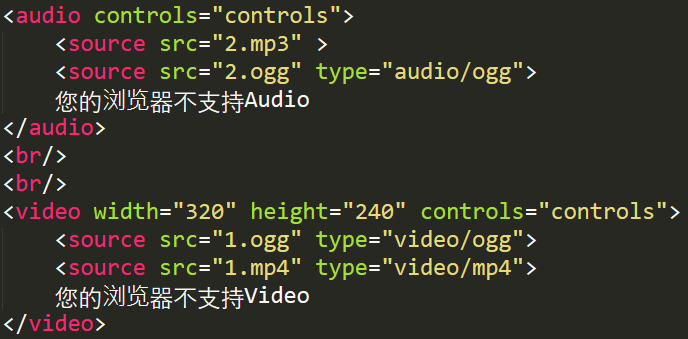 <audio controls="controls">
<source src="2.mp3" >
<source src="2.ogg" type="audio/ogg">
您的浏览器不支持Audio
</audio>
<br/>
<br/>
<video width="320" height="240" controls="controls">
<source src="1.ogg" type="video/ogg">
<source src="1.mp4" type="video/mp4">
您的浏览器不支持Video
</video>